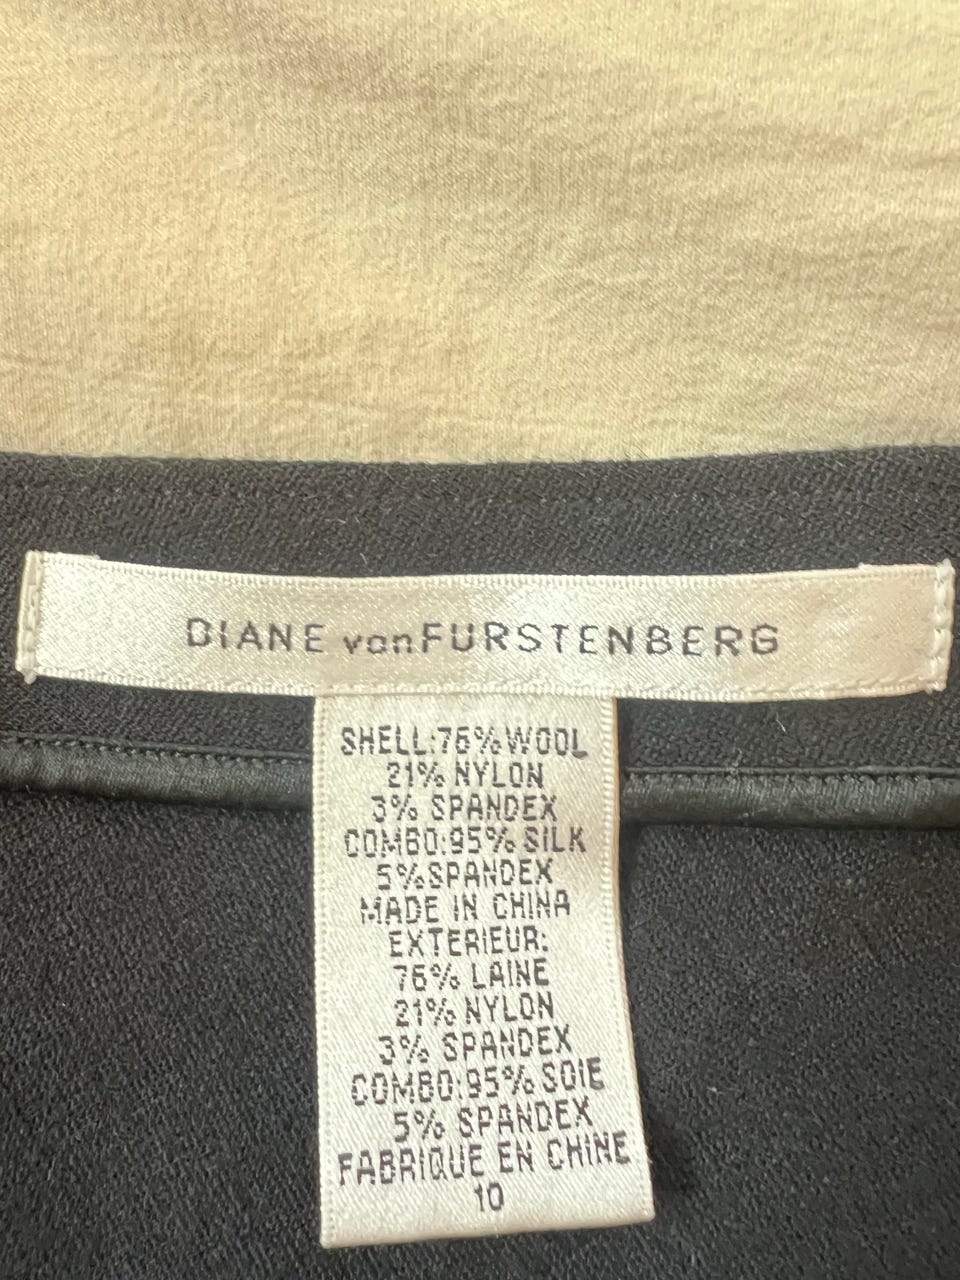 DIANE vonFURSTENBERG
SHELL:76% WOOL
21% NYLON
3% SPANDEX
COMBO:95% SILK
5%SPANDEX
MADE IN CHINA
EXTERIEUR:
76% LAINE
21% NYLON
3% SPANDEX
COMBO:95% SOIE
5% SPANDEX
FABRIQUE EN CHINE
10